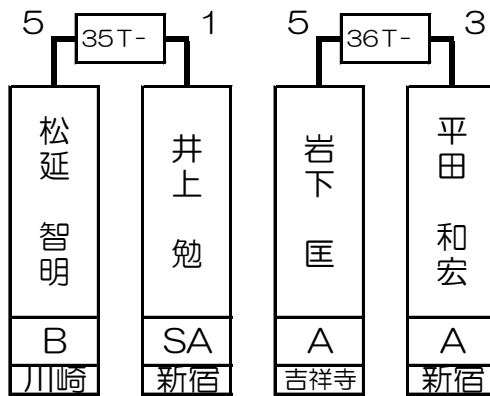 5 35T- 1
5 36T- 3
松延 智明
井上 勉
岩下 匡
平田 和宏
B
SA
A
A
川崎
新宿
吉祥寺
新宿